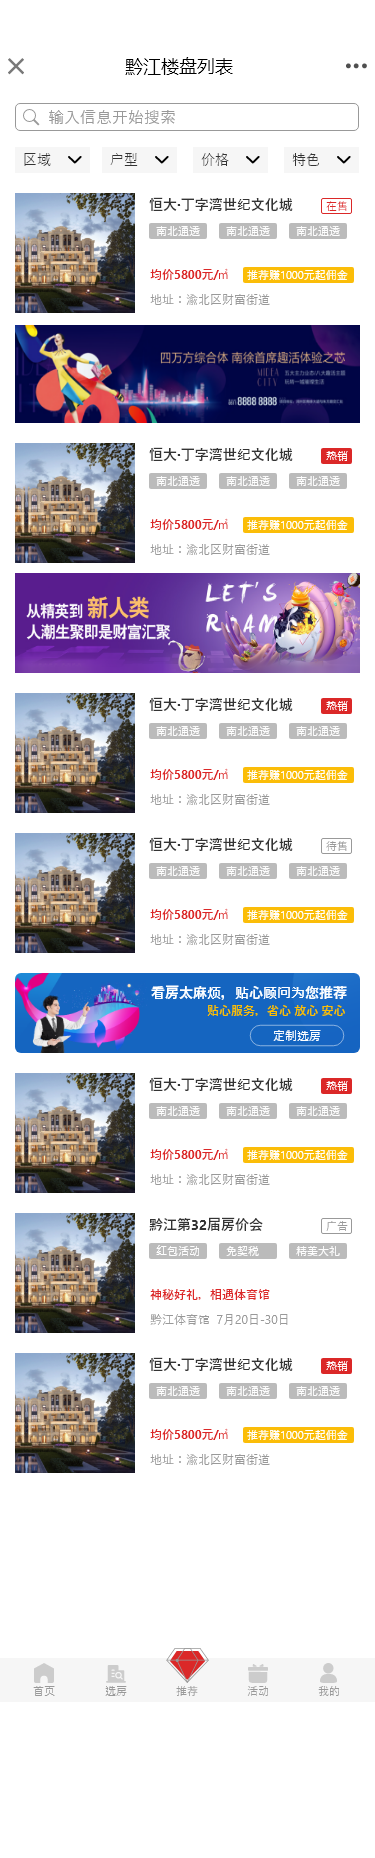 黔江楼盘列表
输入信息开始搜索
区域 户型 价格 特色
恒大·丁字湾世纪文化城 在售
南北通透 南北通透 南北通透
均价5800元/㎡ 推荐赚1000元起佣金
地址：渝北区财富街道
四万方综合体 南徐首席趣活体验之芯
MIDEA
CITY
8888 8888
恒大·丁字湾世纪文化城 热销
南北通透 南北通透 南北通透
均价5800元/㎡ 推荐赚1000元起佣金
地址：渝北区财富街道
LET'S
ROAM
从精英到 新人类
人潮生聚即是财富汇聚
恒大·丁字湾世纪文化城 热销
南北通透 南北通透 南北通透
均价5800元/㎡ 推荐赚1000元起佣金
地址：渝北区财富街道
恒大·丁字湾世纪文化城 待售
南北通透 南北通透 南北通透
均价5800元/㎡ 推荐赚1000元起佣金
地址：渝北区财富街道
看房太麻烦，贴心顾问为您推荐
贴心服务，省心 放心 安心
定制选房
恒大·丁字湾世纪文化城 热销
南北通透 南北通透 南北通透
均价5800元/㎡ 推荐赚1000元起佣金
地址：渝北区财富街道
黔江第32届房价会 广告
红包活动 免契税 精美大礼
神秘好礼，相遇体育馆
黔江体育馆 7月20日-30日
恒大·丁字湾世纪文化城 热销
南北通透 南北通透 南北通透
均价5800元/㎡ 推荐赚1000元起佣金
地址：渝北区财富街道
首页 选房 推荐 活动 我的